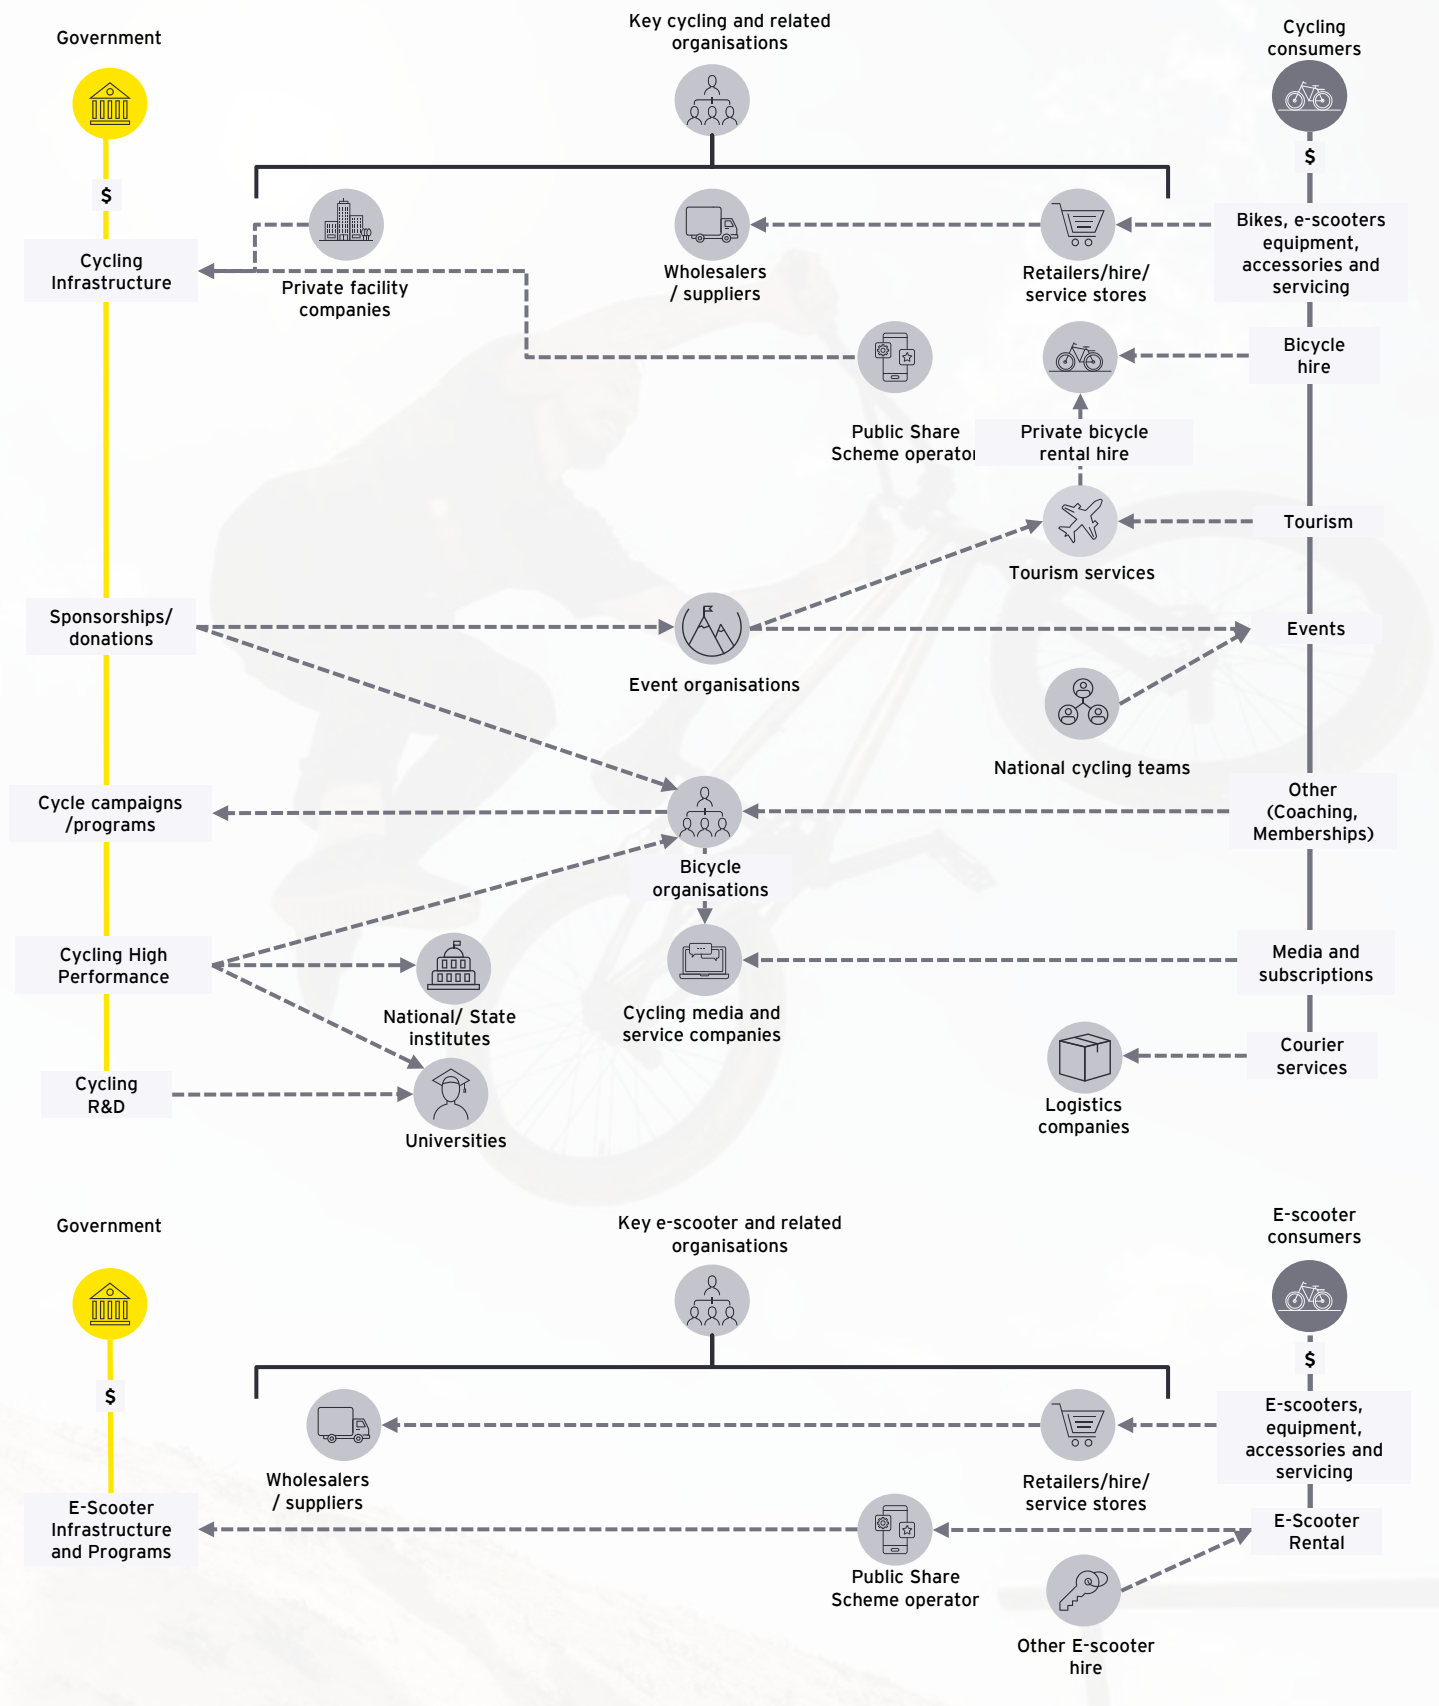 Government
Key cycling and related
organisations
Cycling
consumers
$
$
Cycling
Infrastructure
Private facility
companies
Wholesalers
/ suppliers
Retailers/hire/
service stores
Bikes, e-scooters
equipment,
accessories and
servicing
Public Share
Scheme operator
Private bicycle
rental hire
Bicycle
hire
Tourism services
Tourism
Sponsorships/
donations
Event organisations
Events
National cycling teams
Cycle campaigns
/programs
Bicycle
organisations
Other
(Coaching,
Memberships)
Cycling High
Performance
National/ State
institutes
Cycling media and
service companies
Media and
subscriptions
Cycling
R&D
Universities
Logistics
companies
Courier
services
Government
Key e-scooter and related
organisations
E-scooter
consumers
$
$
Wholesalers
/ suppliers
Retailers/hire/
service stores
E-scooters,
equipment,
accessories and
servicing
E-Scooter
Infrastructure
and Programs
Public Share
Scheme operator
E-Scooter
Rental
Other E-scooter
hire